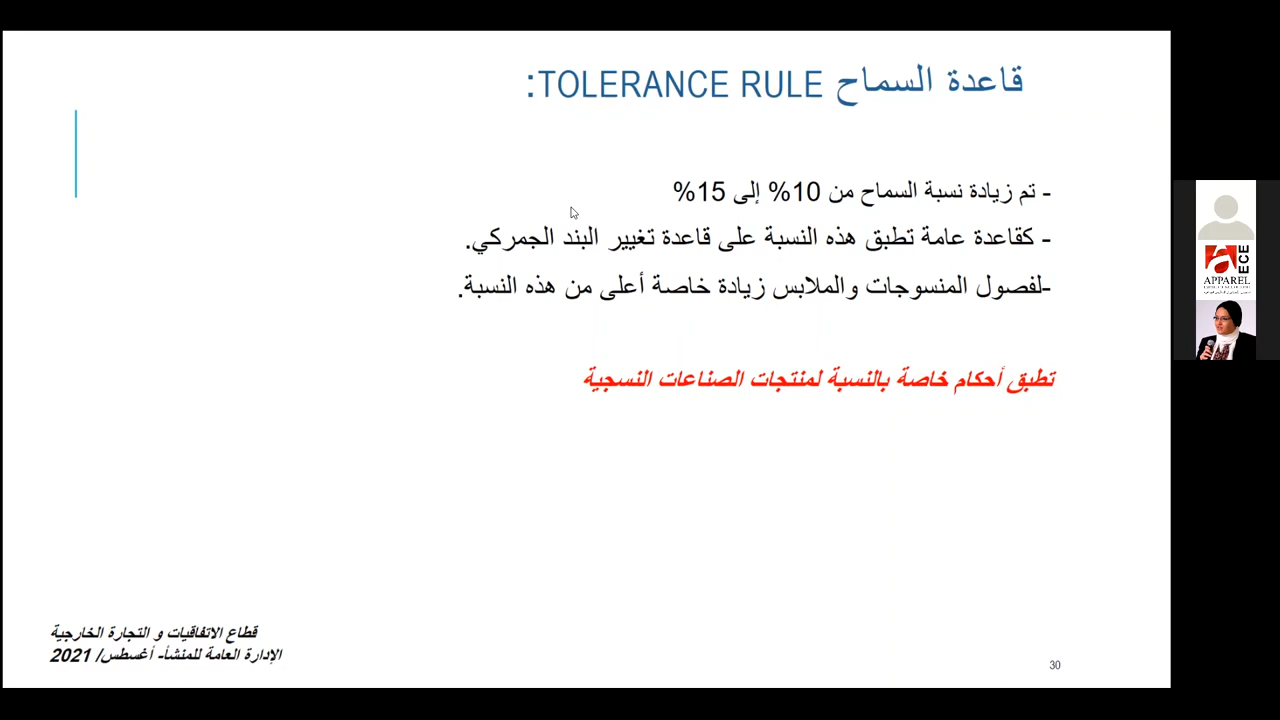 قاعدة السماح TOLERANCE RULE:
- تم زيادة نسبة السماح من 10% إلى 15%
- كقاعدة عامة تطبق هذه النسبة على قاعدة تغيير البند الجمركي.
-لفصول المنسوجات والملابس زيادة خاصة أعلى من هذه النسبة.
تطبق أحكام خاصة بالنسبة لمنتجات الصناعات النسجية
قطاع الاتفاقيات و التجارة الخارجية
الإدارة العامة للمنشأ- أغسطس/ 2021
30
ECE
APPAREL